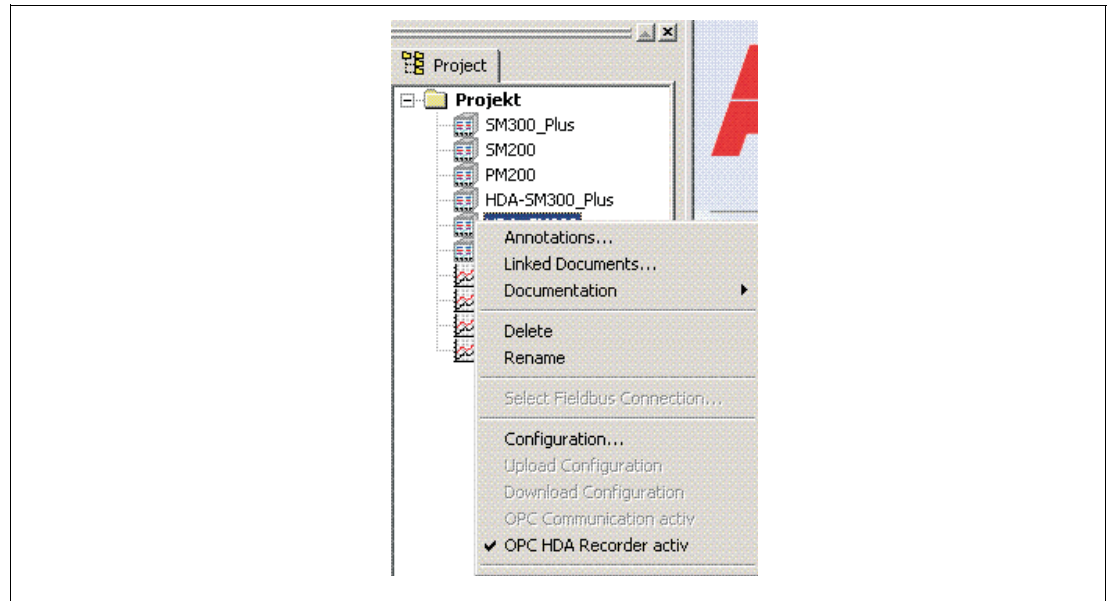 Project
Projekt
SM300_Plus
SM200
PM200
HDA-SM300_Plus
Annotations...
Linked Documents...
Documentation
Delete
Rename
Select Fieldbus Connection...
Configuration...
Upload Configuration
Download Configuration
OPC Communication activ
OPC HDA Recorder activ